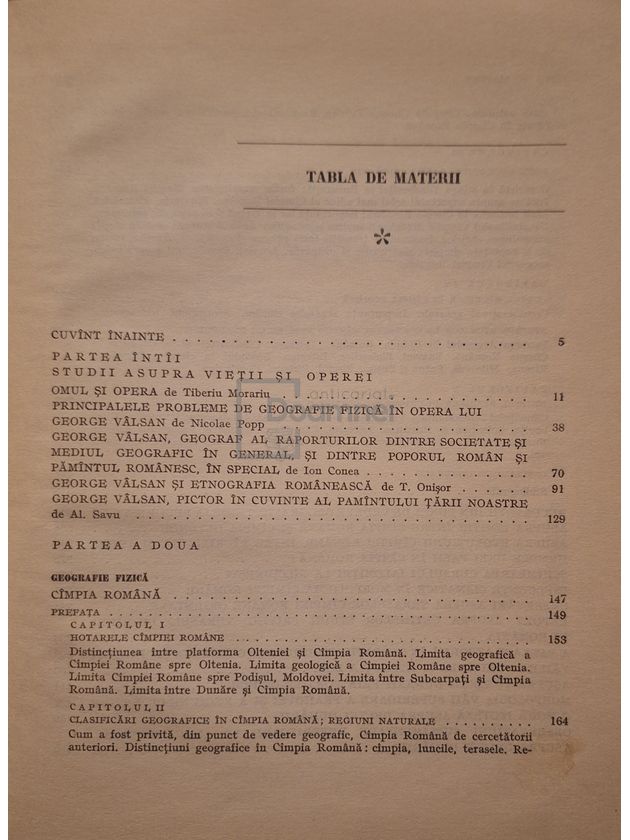 TABLA DE MATERII
*
CUVÎNT ÎNAINTE . . . . . . . . . . . . . . . . . . . . . . . . 5
PARTEA ÎNTÎI
STUDII ASUPRA VIEȚII ȘI OPEREI
OMUL ȘI OPERA de Tiberiu Morariu . . . . . . . . . . . . . . . 11
PRINCIPALELE PROBLEME DE GEOGRAFIE FIZICĂ ÎN OPERA LUI
GEORGE VÂLSAN de Nicolae Popp . . . . . . . . . . . . . . . . 38
GEORGE VÂLSAN, GEOGRAF AL RAPORTURILOR DINTRE SOCIETATE ȘI
MEDIUL GEOGRAFIC ÎN GENERAL, ȘI DINTRE POPORUL ROMÂN ȘI
PĂMÎNTUL ROMÂNESC, ÎN SPECIAL de Ion Conea . . . . . . . . . . 70
GEORGE VÂLSAN ȘI ETNOGRAFIA ROMÂNEASCĂ de T. Onișor . . . . . 91
GEORGE VÂLSAN, PICTOR ÎN CUVINTE AL PAMÎNTULUI ȚĂRII NOASTRE
de Al. Savu . . . . . . . . . . . . . . . . . . . . . . . . . 129
PARTEA A DOUA
GEOGRAFIE FIZICĂ
CÎMPIA ROMÂNĂ . . . . . . . . . . . . . . . . . . . . . . . . 147
PREFAȚA . . . . . . . . . . . . . . . . . . . . . . . . . . . 149
CAPITOLUL I
HOTARELE CÎMPIEI ROMÂNE . . . . . . . . . . . . . . . . . . . 153
Distincțiunea între platforma Olteniei și Cîmpia Română. Limita geografică a
Cîmpiei Române spre Oltenia. Limita geologică a Cîmpiei Române spre Oltenia.
Limita Cîmpiei Române spre Podișul, Moldovei. Limita între Subcarpați și Cîmpia
Română. Limita între Dunăre și Cîmpia Română.
CAPITOLUL II
CLASIFICĂRI GEOGRAFICE ÎN CÎMPIA ROMÂNĂ; REGIUNI NATURALE . . . . . . . . . . 164
Cum a fost privită, din punct de vedere geografic, Cîmpia Română de cercetătorii
anteriori. Distincțiuni geografice în Cîmpia Română: cîmpia, luncile, terasele. Re-